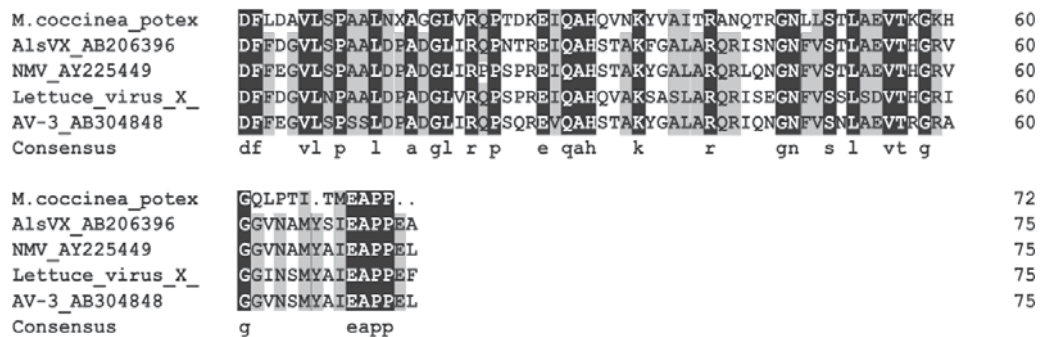 M.coccinea_potex DFLDAVLSPAALNXAGGLVRQPTDKEIQAHQVNKYVAITRANQTRGNLLSTLAEVTKGKH 60
AlsVX_AB206396 DFFDGVLSPAALDPADGLIRQPNTREIQAHSTAKFGALARQRISNGNFVSTLAEVTHGRV 60
NMV_AY225449 DFFEGVLSPAALDPADGLIRPPSPREIQAHSTAKYGALARQRLQNGNFVSTLAEVTHGRV 60
Lettuce_virus_X_ DFFDGVLNPAALDPADGLVRQPSPREIQAHQVAKSASLARQRISEGNFVSSLSDVTHGRI 60
AV-3_AB304848 DFFEGVLSPSSLDPADGLIRQPSQREVQAHSTAKYGALARQRIQNGNFVSNLAEVTRGRA 60
Consensus df vl p l a gl r p e qah k r gn s l vt g
M.coccinea_potex GQLPTI.TMEAPP.. 72
AlsVX_AB206396 GGVNAMYSIEAPPEA 75
NMV_AY225449 GGVNAMYAIEAPPEL 75
Lettuce_virus_X_ GGINSMYAIEAPPEF 75
AV-3_AB304848 GGVNSMYAIEAPPEL 75
Consensus g eapp